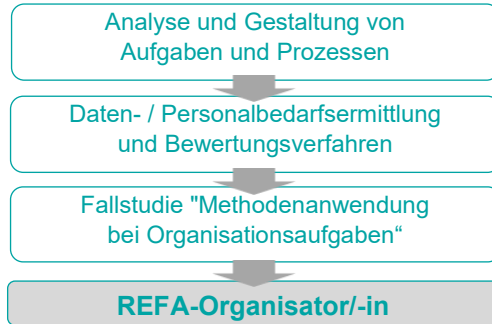 Analyse und Gestaltung von
Aufgaben und Prozessen
Daten- / Personalbedarfsermittlung
und Bewertungsverfahren
Fallstudie "Methodenanwendung
bei Organisationsaufgaben“
REFA-Organisator/-in